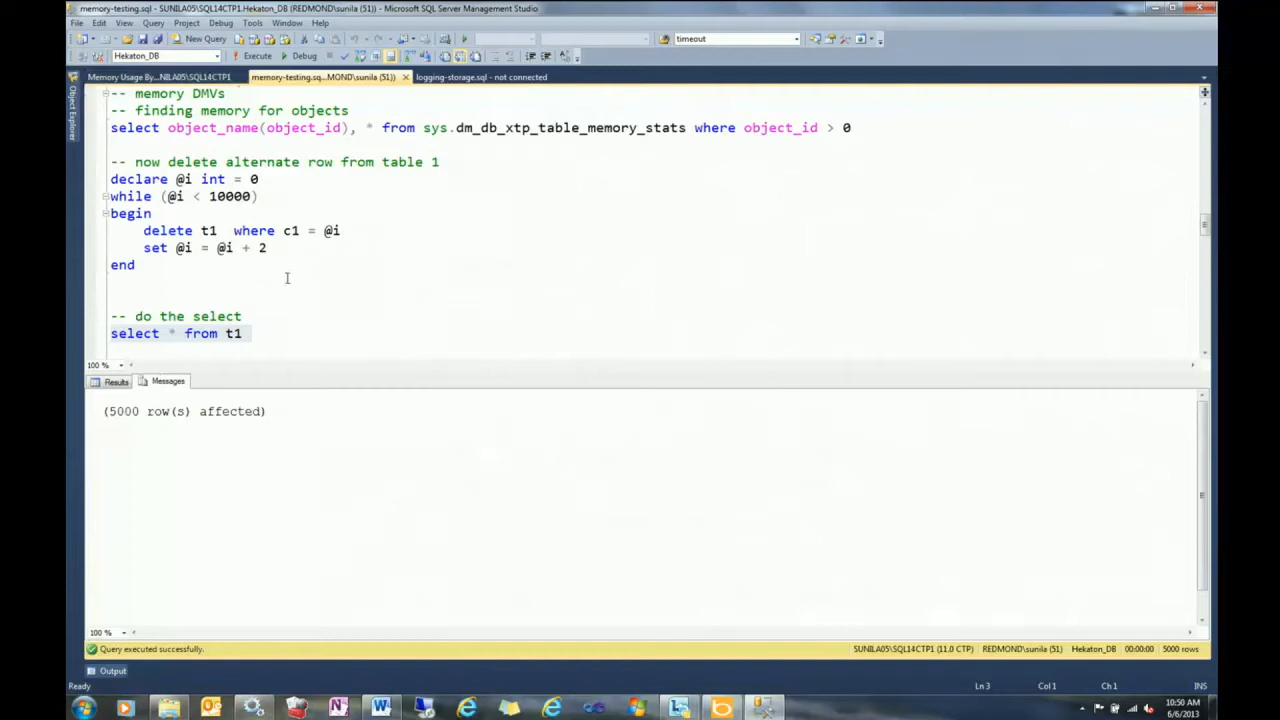 memory-testing.sql - SUNILA05\SQL14CTP1.Hekaton_DB (REDMOND\sunila (51)) - Microsoft SQL Server Management Studio
File Edit View Query Project Debug Tools Window Help
New Query timeout
Hekaton_DB Execute Debug
Memory Usage By...NILA05\SQL14CTP1 memory-testing.sq...MOND\sunila (51)) logging-storage.sql - not connected
Object Explorer
-- memory DMVs
-- finding memory for objects
select object_name(object_id), * from sys.dm_db_xtp_table_memory_stats where object_id > 0
-- now delete alternate row from table 1
declare @i int = 0
while (@i < 10000)
begin
delete t1 where c1 = @i
set @i = @i + 2
end
-- do the select
select * from t1
100 %
Results Messages
(5000 row(s) affected)
100 %
Query executed successfully. SUNILA05\SQL14CTP1 (11.0 CTP) REDMOND\sunila (51) Hekaton_DB 00:00:00 5000 rows
Output
Ready Ln 3 Col 1 Ch 1 INS
10:50 AM
6/6/2013